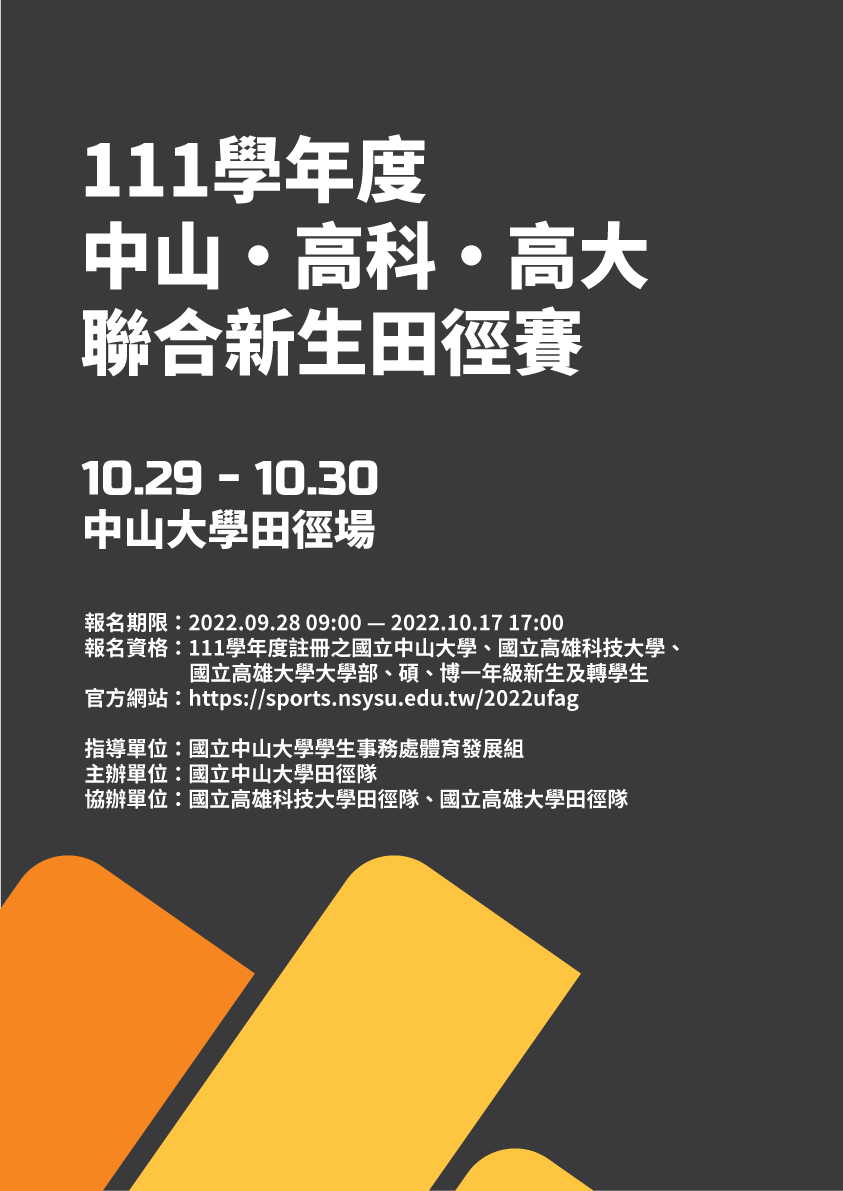 111學年度
中山・高科・高大
聯合新生田徑賽
10.29 - 10.30
中山大學田徑場
報名期限：2022.09.28 09:00 — 2022.10.17 17:00
報名資格：111學年度註冊之國立中山大學、國立高雄科技大學、
國立高雄大學大學部、碩、博一年級新生及轉學生
官方網站：https://sports.nsysu.edu.tw/2022ufag
指導單位：國立中山大學學生事務處體育發展組
主辦單位：國立中山大學田徑隊
協辦單位：國立高雄科技大學田徑隊、國立高雄大學田徑隊